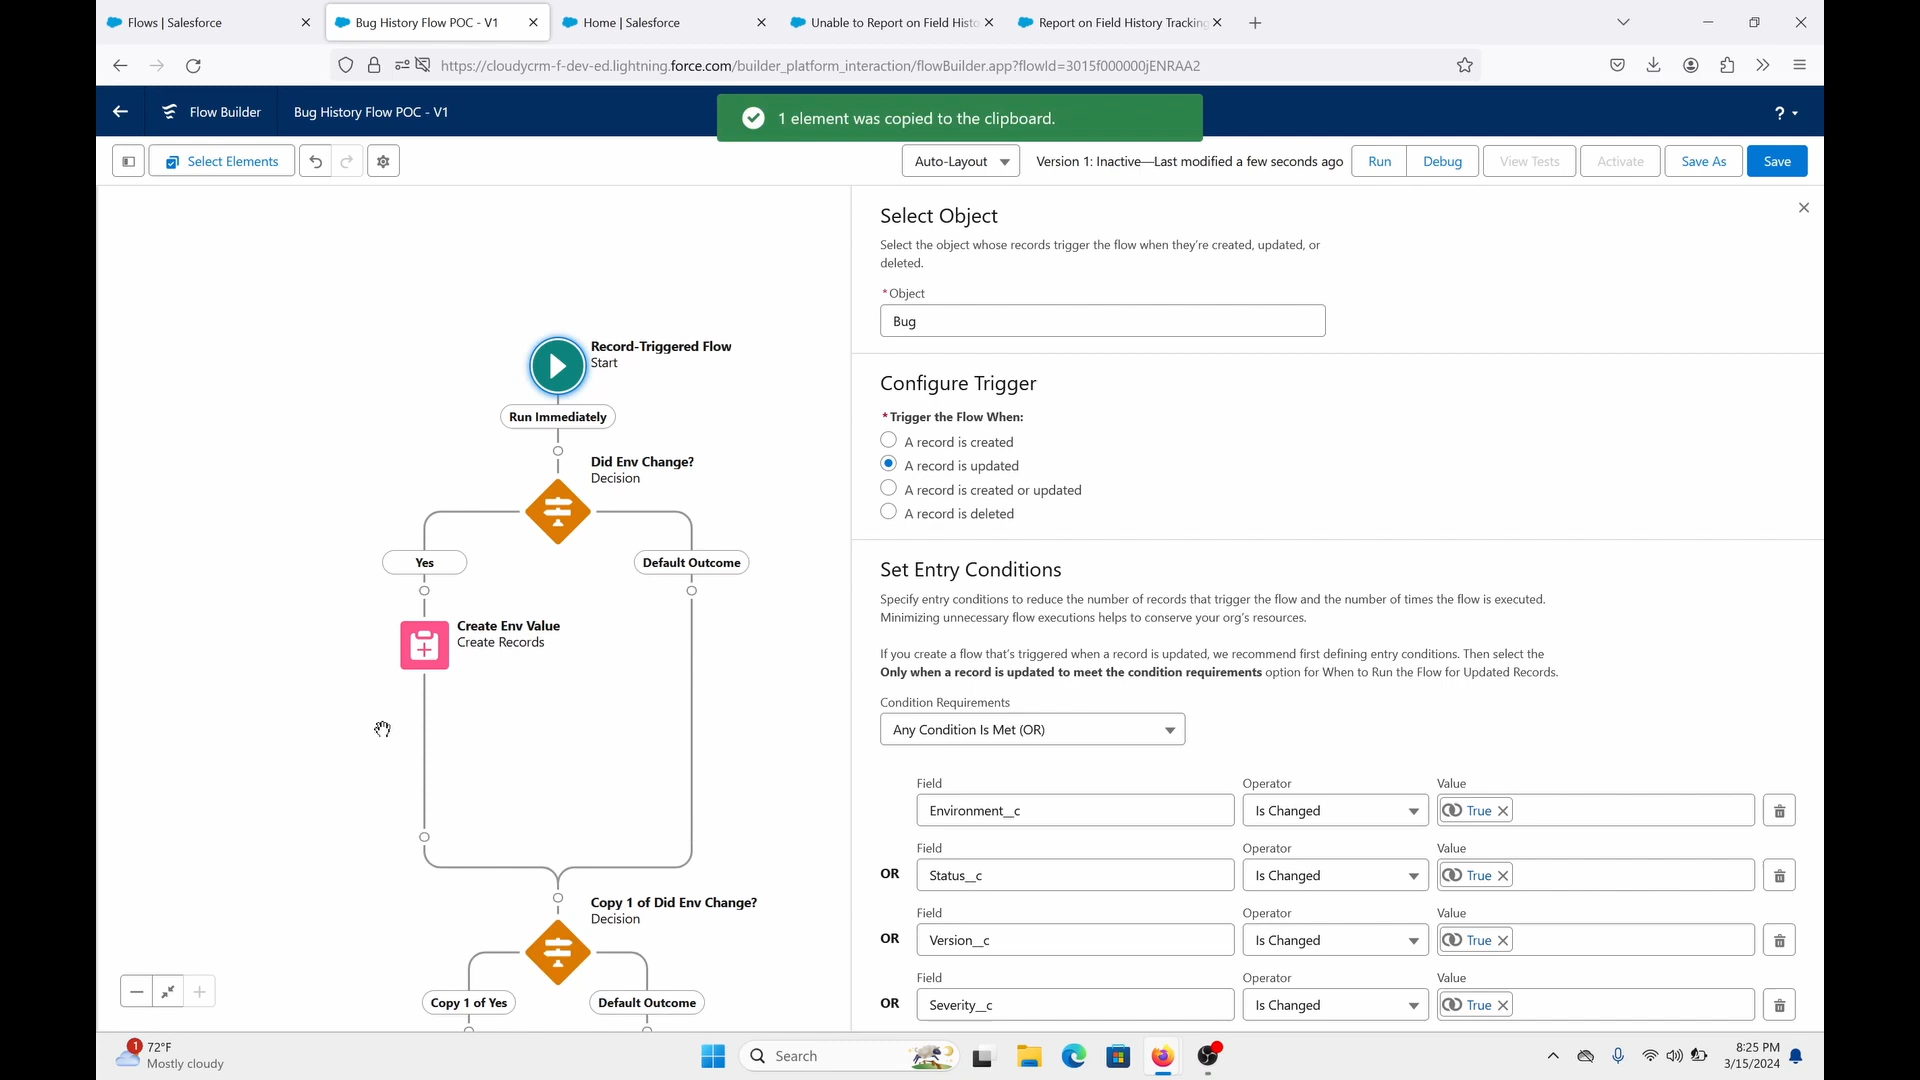 Flows | Salesforce
Bug History Flow POC - V1
Home | Salesforce
Unable to Report on Field Histo
Report on Field History Tracking
https://cloudycrm-f-dev-ed.lightning.force.com/builder_platform_interaction/flowBuilder.app?flowId=3015f000000jENRAA2
Flow Builder
Bug History Flow POC - V1
1 element was copied to the clipboard.
?
Select Elements
Auto-Layout
Version 1: Inactive—Last modified a few seconds ago
Run
Debug
View Tests
Activate
Save As
Save
Record-Triggered Flow
Start
Run Immediately
Did Env Change?
Decision
Yes
Default Outcome
Create Env Value
Create Records
Copy 1 of Did Env Change?
Decision
Copy 1 of Yes
Default Outcome
Select Object
Select the object whose records trigger the flow when they're created, updated, or
deleted.
*Object
Bug
Configure Trigger
*Trigger the Flow When:
A record is created
A record is updated
A record is created or updated
A record is deleted
Set Entry Conditions
Specify entry conditions to reduce the number of records that trigger the flow and the number of times the flow is executed.
Minimizing unnecessary flow executions helps to conserve your org's resources.
If you create a flow that's triggered when a record is updated, we recommend first defining entry conditions. Then select the
Only when a record is updated to meet the condition requirements option for When to Run the Flow for Updated Records.
Condition Requirements
Any Condition Is Met (OR)
Field Operator Value
Environment__c Is Changed True
Field Operator Value
OR Status__c Is Changed True
Field Operator Value
OR Version__c Is Changed True
Field Operator Value
OR Severity__c Is Changed True
1
72°F
Mostly cloudy
Search
8:25 PM
3/15/2024